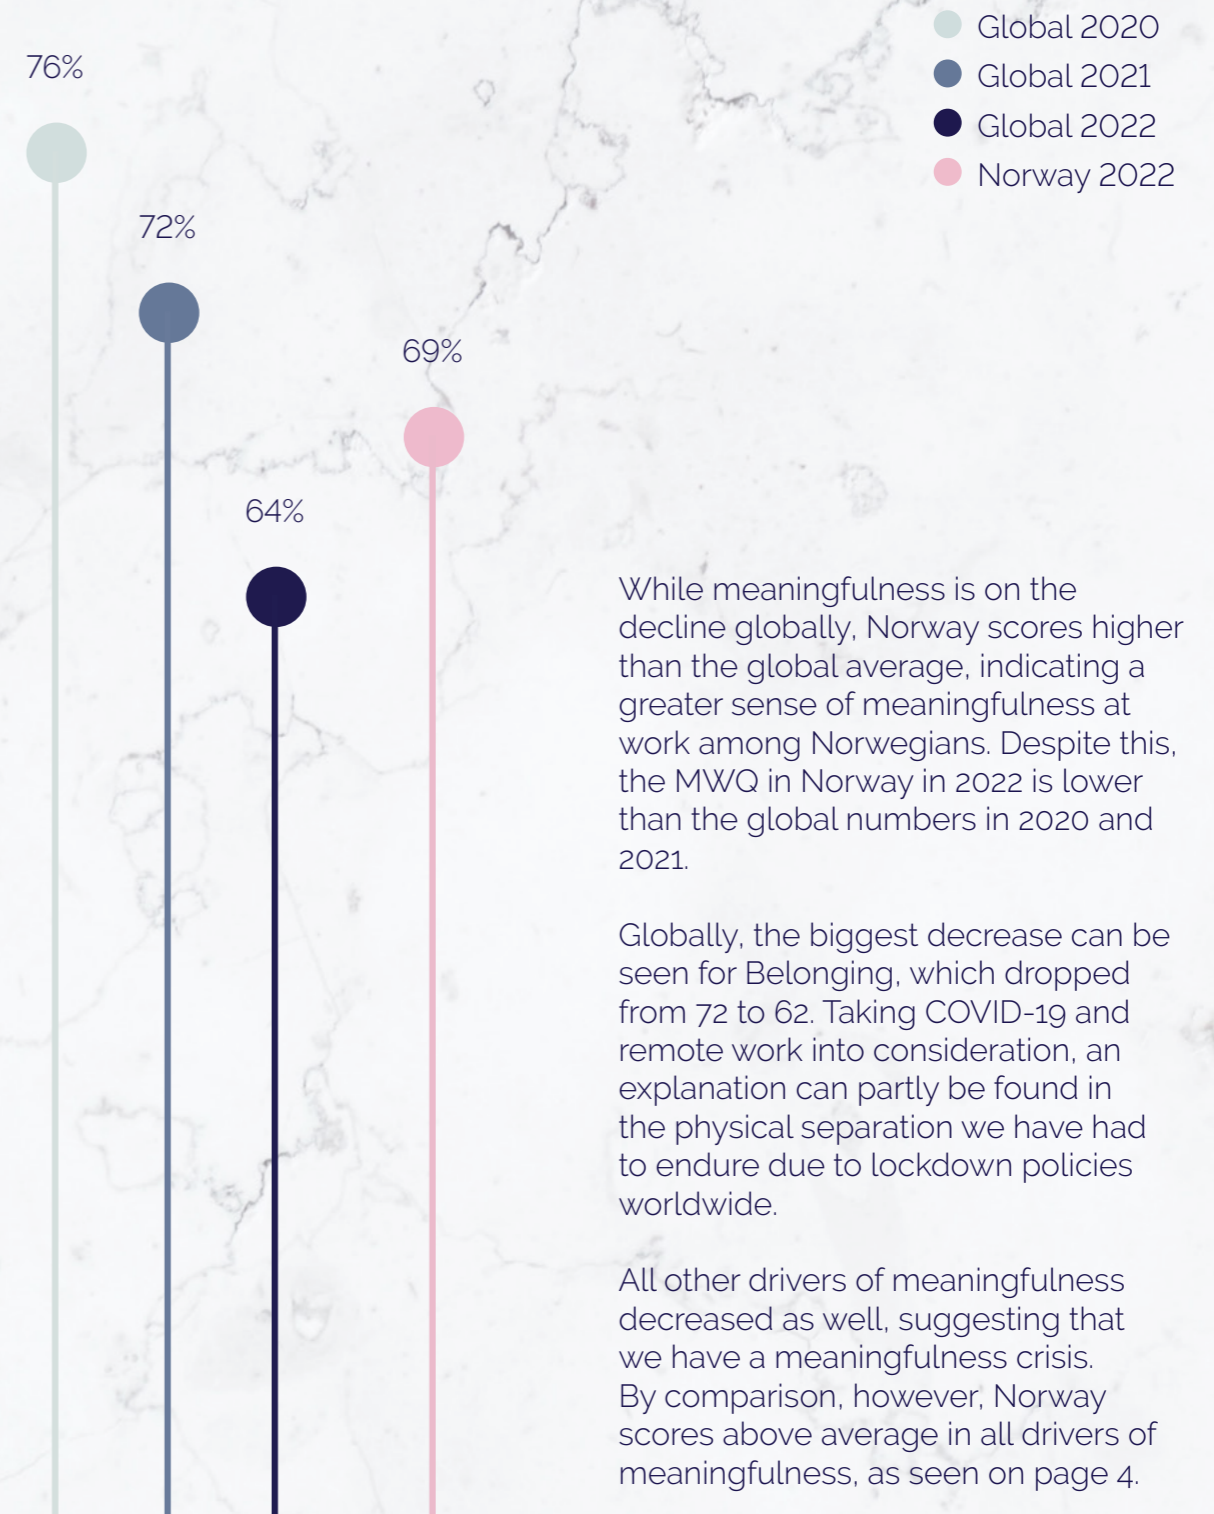 Global 2020
Global 2021
Global 2022
Norway 2022
76%
72%
69%
64%
While meaningfulness is on the
decline globally, Norway scores higher
than the global average, indicating a
greater sense of meaningfulness at
work among Norwegians. Despite this,
the MWQ in Norway in 2022 is lower
than the global numbers in 2020 and
2021.
Globally, the biggest decrease can be
seen for Belonging, which dropped
from 72 to 62. Taking COVID-19 and
remote work into consideration, an
explanation can partly be found in
the physical separation we have had
to endure due to lockdown policies
worldwide.
All other drivers of meaningfulness
decreased as well, suggesting that
we have a meaningfulness crisis.
By comparison, however, Norway
scores above average in all drivers of
meaningfulness, as seen on page 4.